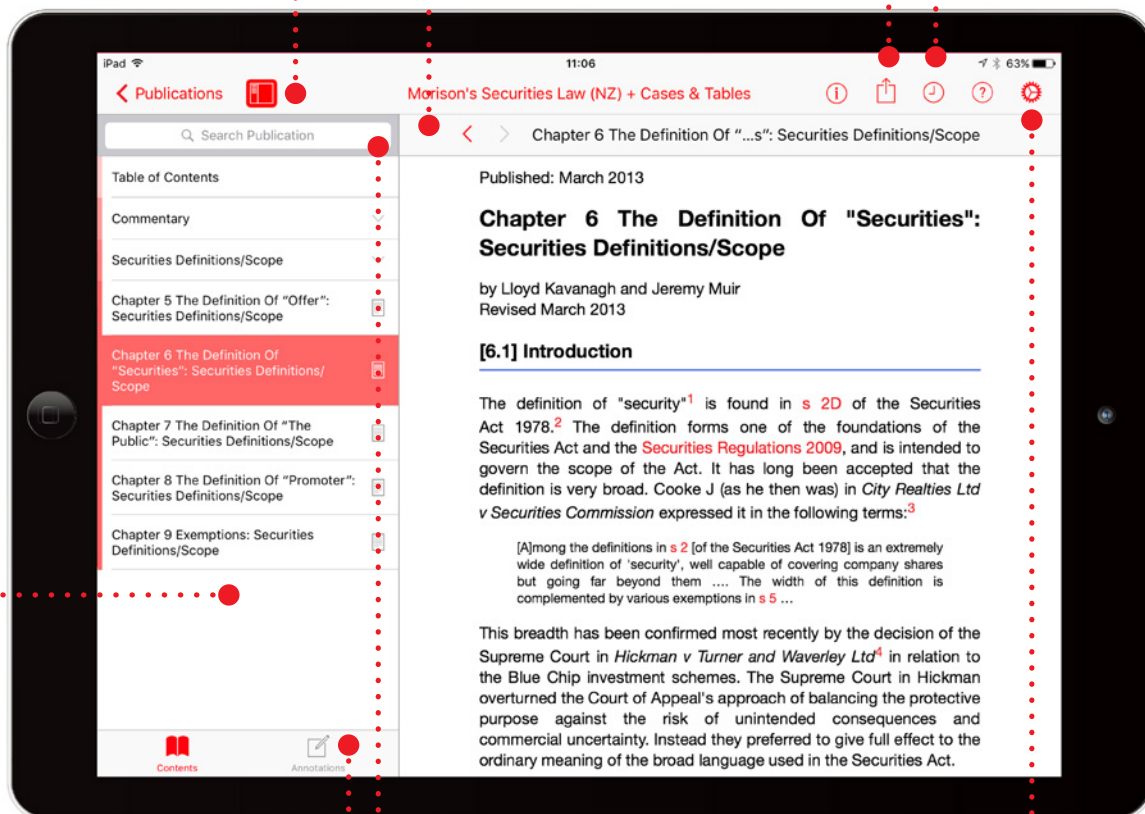 iPad
11:06
63%
Publications
Morison's Securities Law (NZ) + Cases & Tables
Search Publication
Chapter 6 The Definition Of “...s“: Securities Definitions/Scope
Table of Contents
Commentary
Securities Definitions/Scope
Chapter 5 The Definition Of “Offer“:
Securities Definitions/Scope
Chapter 6 The Definition Of
“Securities“: Securities Definitions/
Scope
Chapter 7 The Definition Of “The
Public“: Securities Definitions/Scope
Chapter 8 The Definition Of “Promoter“:
Securities Definitions/Scope
Chapter 9 Exemptions: Securities
Definitions/Scope
Contents
Annotations
Published: March 2013
Chapter 6 The Definition Of "Securities":
Securities Definitions/Scope
by Lloyd Kavanagh and Jeremy Muir
Revised March 2013
[6.1] Introduction
The definition of "security"1 is found in s 2D of the Securities
Act 1978.2 The definition forms one of the foundations of the
Securities Act and the Securities Regulations 2009, and is intended to
govern the scope of the Act. It has long been accepted that the
definition is very broad. Cooke J (as he then was) in City Realties Ltd
v Securities Commission expressed it in the following terms:3
[A]mong the definitions in s 2 [of the Securities Act 1978] is an extremely
wide definition of 'security', well capable of covering company shares
but going far beyond them .... The width of this definition is
complemented by various exemptions in s 5 ...
This breadth has been confirmed most recently by the decision of the
Supreme Court in Hickman v Turner and Waverley Ltd4 in relation to
the Blue Chip investment schemes. The Supreme Court in Hickman
overturned the Court of Appeal's approach of balancing the protective
purpose against the risk of unintended consequences and
commercial uncertainty. Instead they preferred to give full effect to the
ordinary meaning of the broad language used in the Securities Act.